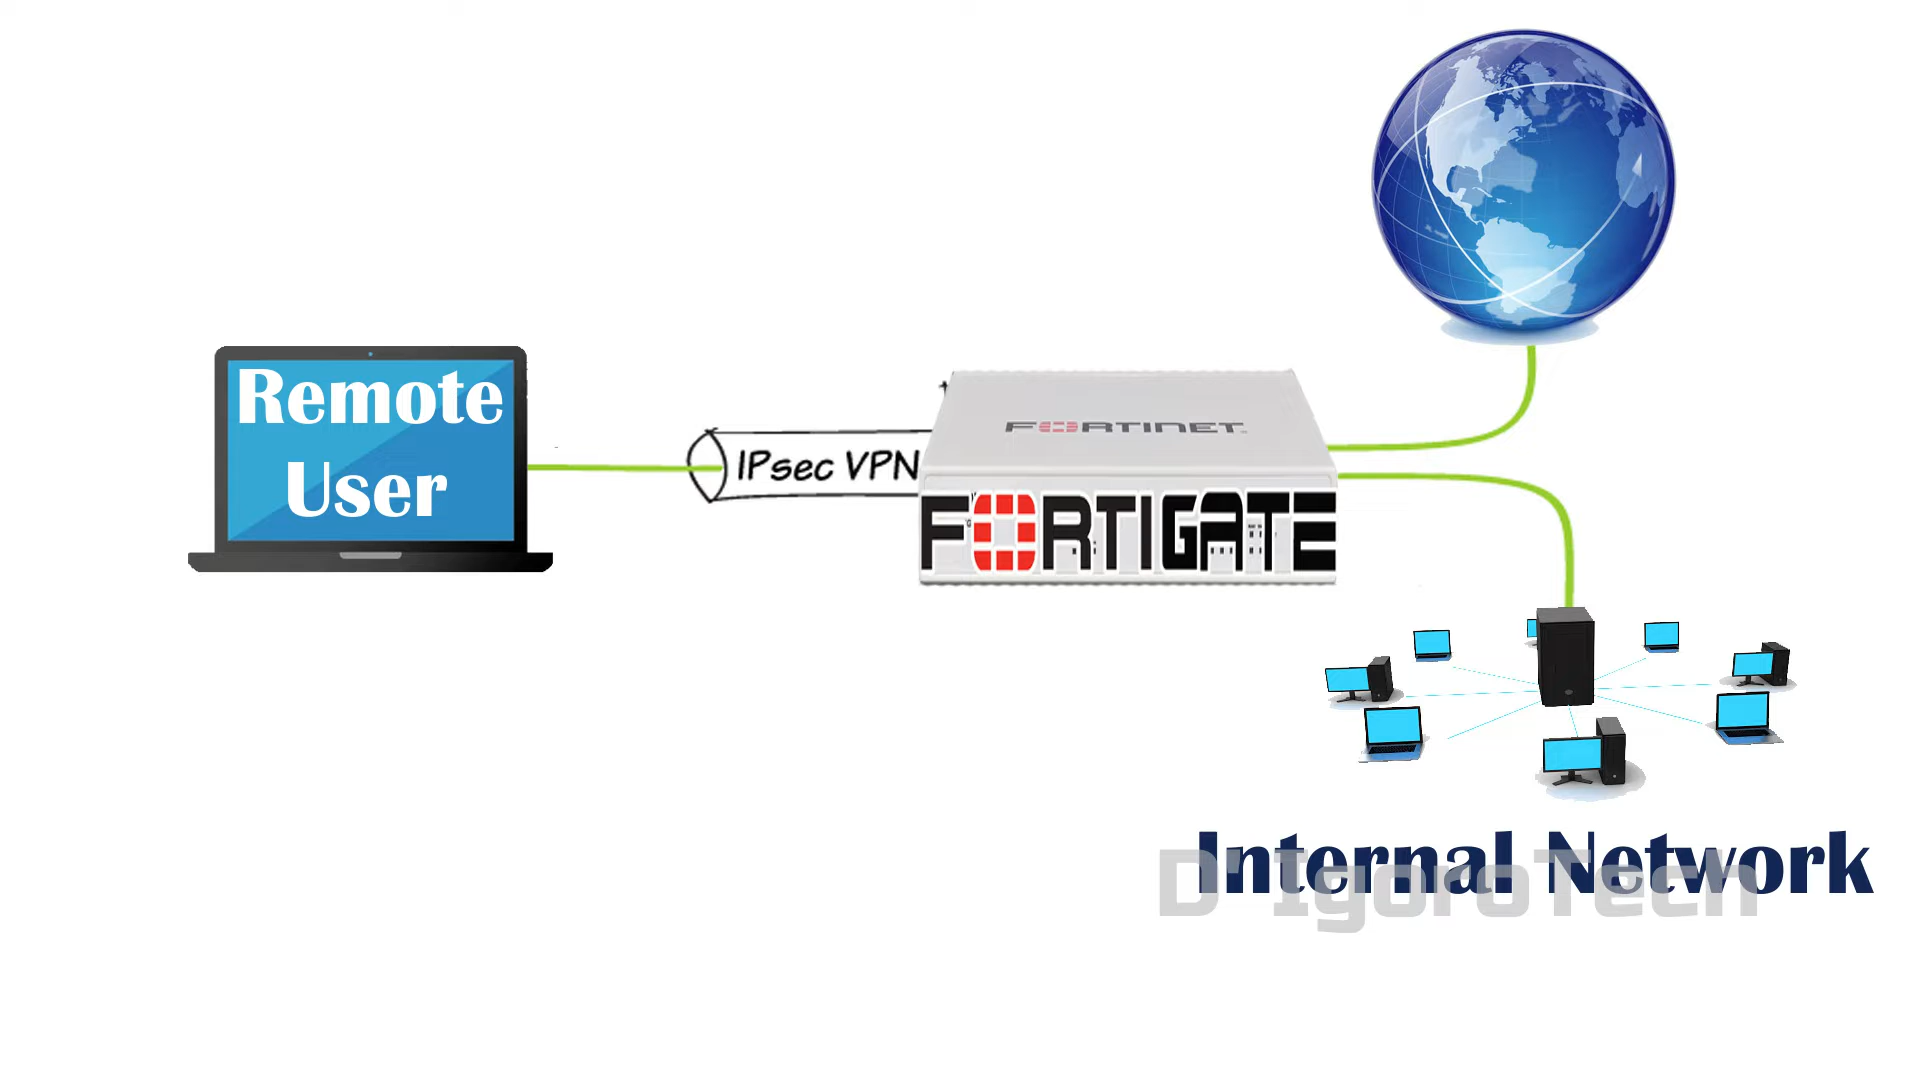 Remote
User
IPsec VPN
FORTINET
FORTIGATE
Internal Network
D' IgoroTech